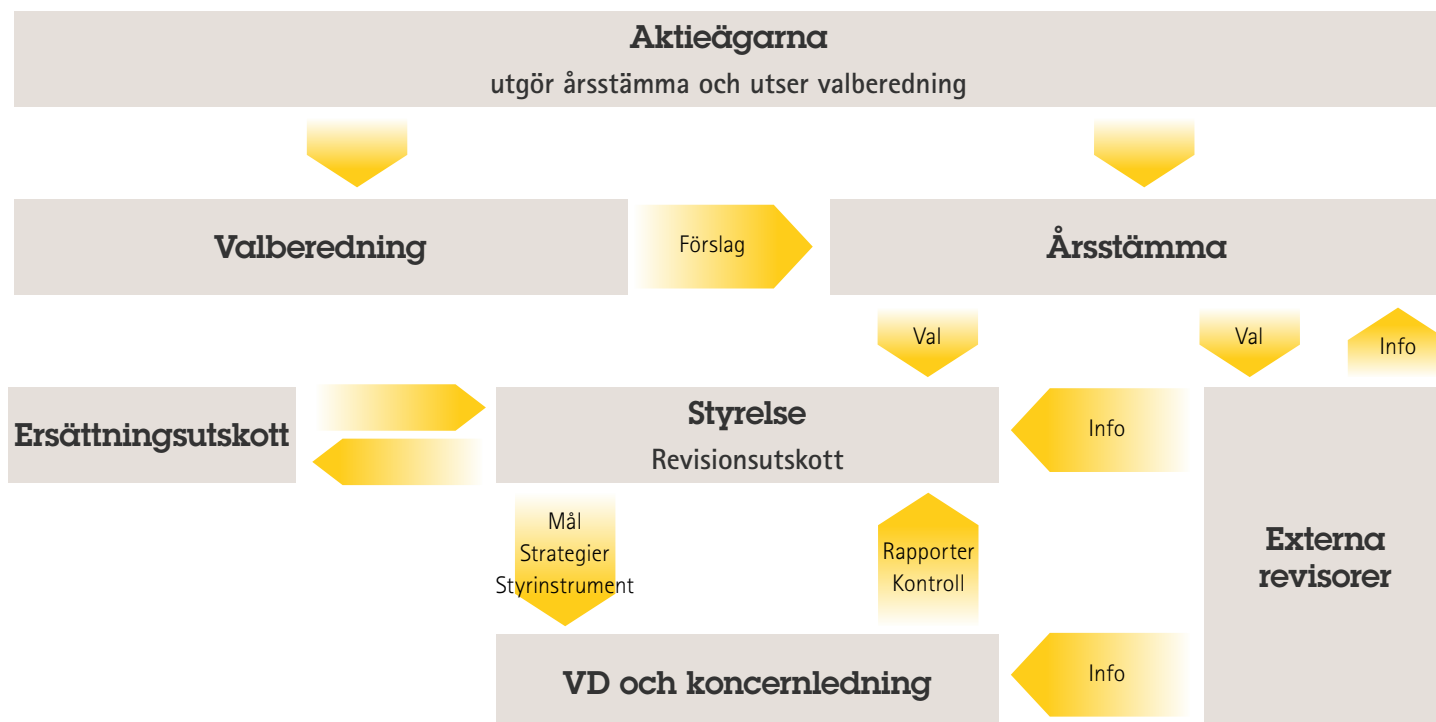 Aktieägarna
utgör årsstämma och utser valberedning
Valberedning
Förslag
Årsstämma
Val
Val
Info
Ersättningsutskott
Styrelse
Revisionsutskott
Info
Mål
Strategier
Styrinstrument
Rapporter
Kontroll
Externa
revisorer
VD och koncernledning
Info